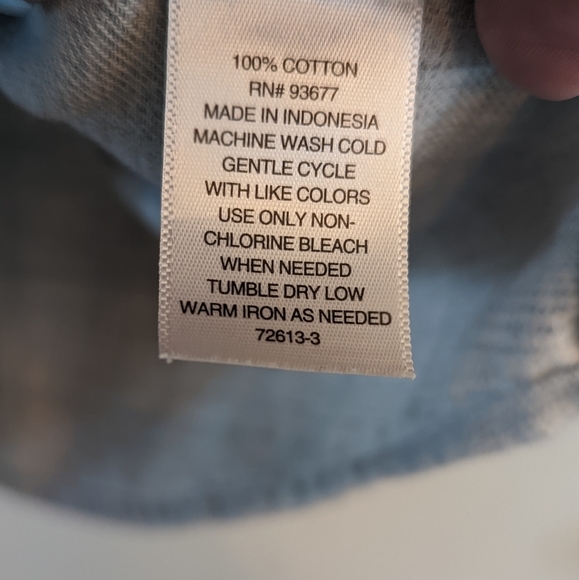 100% COTTON
RN# 93677
MADE IN INDONESIA
MACHINE WASH COLD
GENTLE CYCLE
WITH LIKE COLORS
USE ONLY NON-
CHLORINE BLEACH
WHEN NEEDED
TUMBLE DRY LOW
WARM IRON AS NEEDED
72613-3